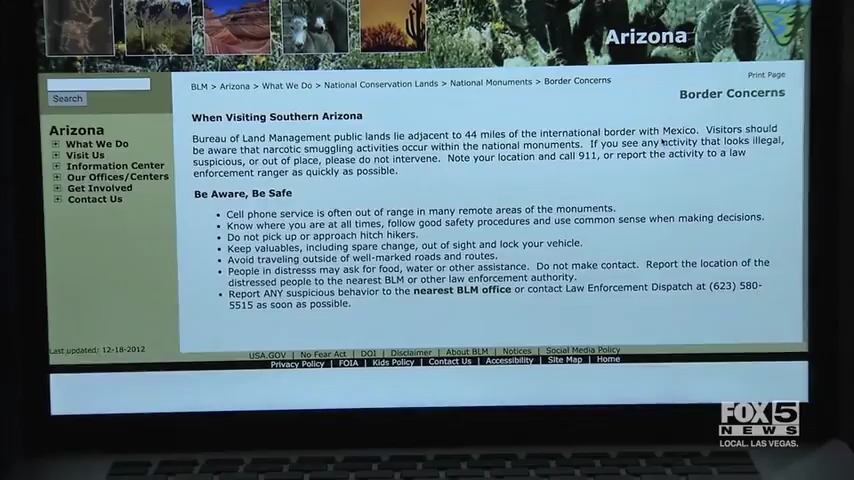 Arizona
Print Page
BLM > Arizona > What We Do > National Conservation Lands > National Monuments > Border Concerns
Border Concerns
Search
Arizona
What We Do
Visit Us
Information Center
Our Offices/Centers
Get Involved
Contact Us
When Visiting Southern Arizona
Bureau of Land Management public lands lie adjacent to 44 miles of the international border with Mexico. Visitors should
be aware that narcotic smuggling activities occur within the national monuments. If you see any activity that looks illegal,
suspicious, or out of place, please do not intervene. Note your location and call 911, or report the activity to a law
enforcement ranger as quickly as possible.
Be Aware, Be Safe
• Cell phone service is often out of range in many remote areas of the monuments.
• Know where you are at all times, follow good safety procedures and use common sense when making decisions.
• Do not pick up or approach hitch hikers.
• Keep valuables, including spare change, out of sight and lock your vehicle.
• Avoid traveling outside of well-marked roads and routes.
• People in distresss may ask for food, water or other assistance. Do not make contact. Report the location of the
distressed people to the nearest BLM or other law enforcement authority.
• Report ANY suspicious behavior to the nearest BLM office or contact Law Enforcement Dispatch at (623) 580-
5515 as soon as possible.
Last updated: 12-18-2012
USA.GOV | No Fear Act | DOI | Disclaimer | About BLM | Notices | Social Media Policy
Privacy Policy | FOIA | Kids Policy | Contact Us | Accessibility | Site Map | Home
FOX 5
NEWS
LOCAL. LAS VEGAS.